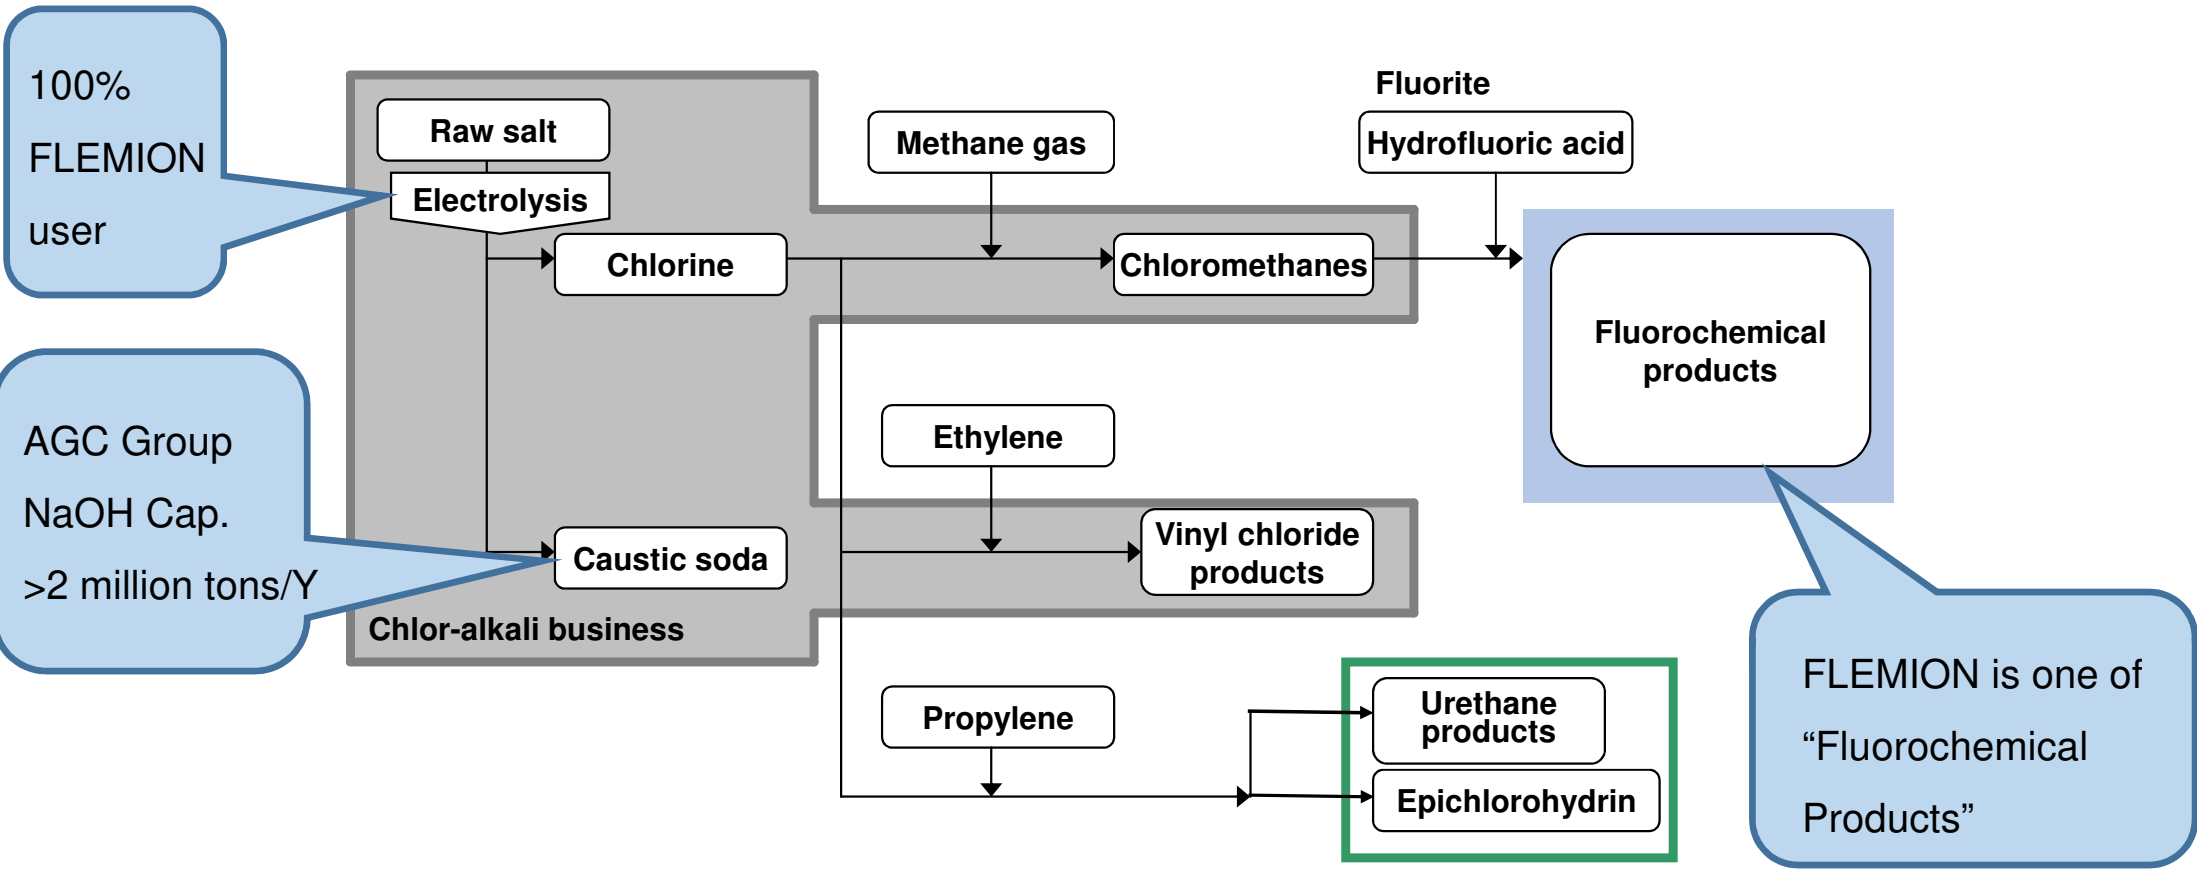 100%
FLEMION
user
Raw salt
Electrolysis
Chlorine
Methane gas
Chloromethanes
Fluorite
Hydrofluoric acid
Fluorochemical
products
AGC Group
NaOH Cap.
>2 million tons/Y
Caustic soda
Chlor-alkali business
Ethylene
Vinyl chloride
products
Propylene
Urethane
products
Epichlorohydrin
FLEMION is one of
“Fluorochemical
Products”